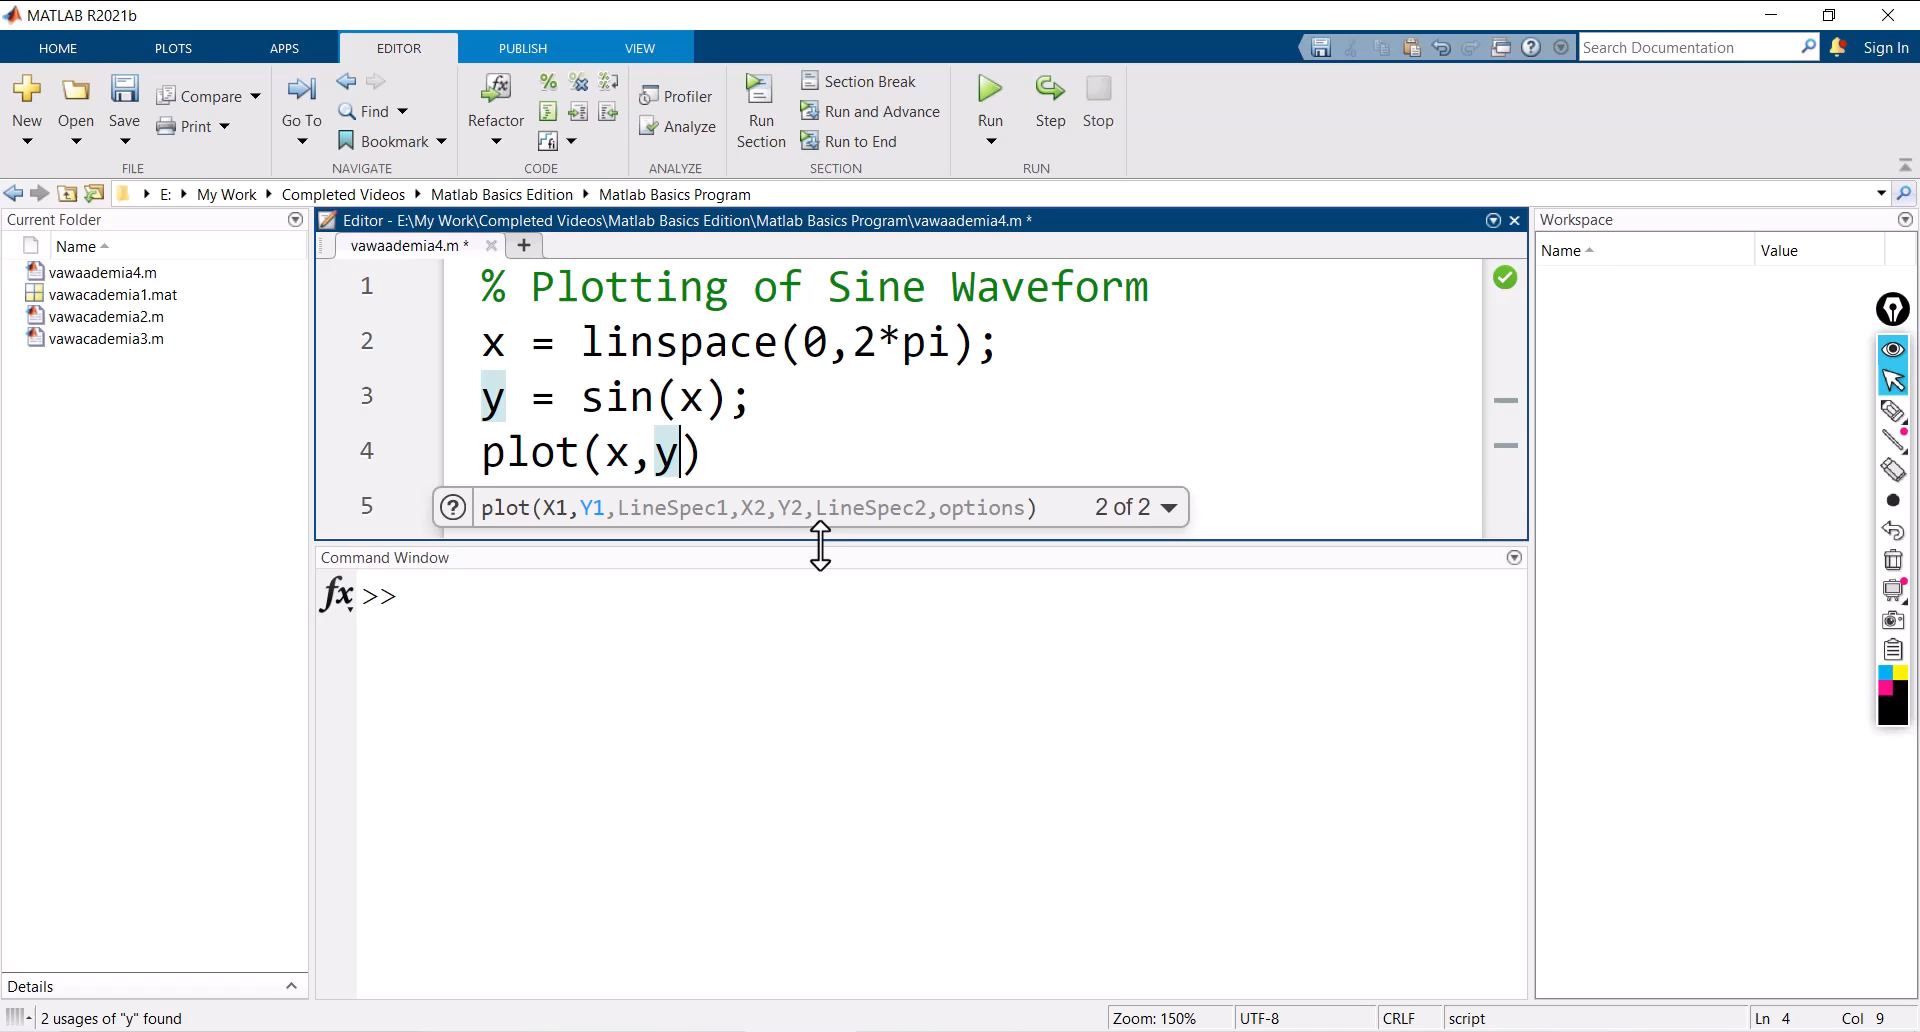 MATLAB R2021b
HOME PLOTS APPS EDITOR PUBLISH VIEW Search Documentation Sign In
New Open Save Compare Print
FILE
Go To Find Bookmark
NAVIGATE
Refactor
CODE
Profiler Analyze
ANALYZE
Run Section Section Break Run and Advance Run to End
SECTION
Run Step Stop
RUN
E: My Work Completed Videos Matlab Basics Edition Matlab Basics Program
Current Folder
Name
vawaademia4.m
vawacademia1.mat
vawacademia2.m
vawacademia3.m
Details
Editor - E:\My Work\Completed Videos\Matlab Basics Edition\Matlab Basics Program\vawaademia4.m *
vawaademia4.m *
1 % Plotting of Sine Waveform
2 x = linspace(0,2*pi);
3 y = sin(x);
4 plot(x,y)
5 plot(X1,Y1,LineSpec1,X2,Y2,LineSpec2,options) 2 of 2
Command Window
fx >>
Workspace
Name Value
2 usages of "y" found Zoom: 150% UTF-8 CRLF script Ln 4 Col 9